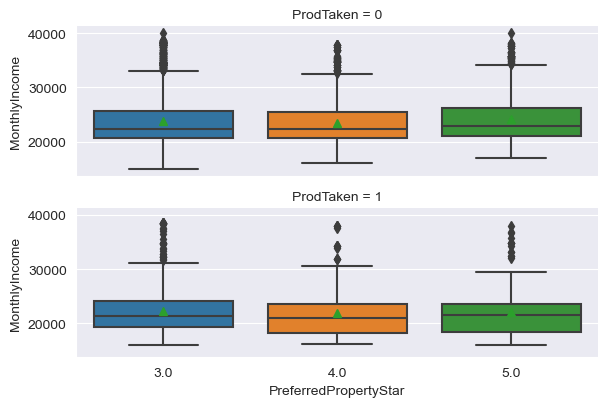 ProdTaken = 0
40000
30000
20000
MonthlyIncome
ProdTaken = 1
40000
30000
20000
MonthlyIncome
3.0 4.0 5.0
PreferredPropertyStar